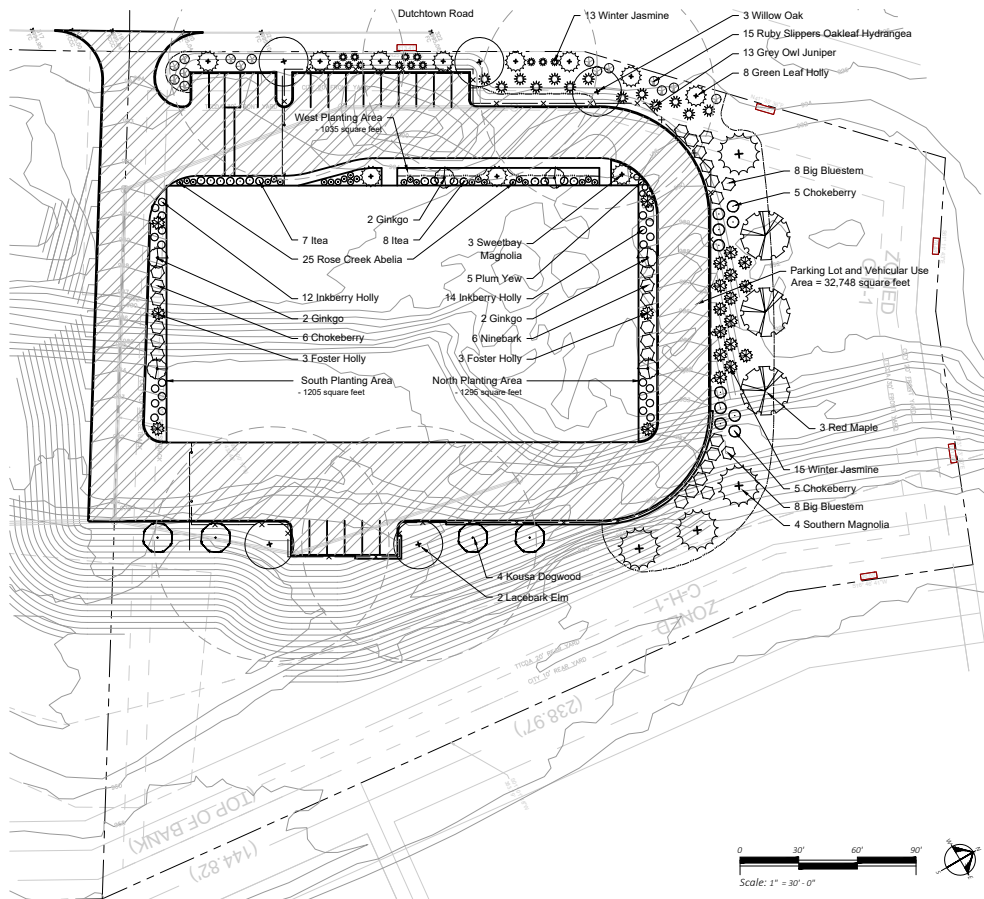 Dutchtown Road
13 Winter Jasmine
3 Willow Oak
15 Ruby Slippers Oakleaf Hydrangea
13 Grey Owl Juniper
8 Green Leaf Holly
West Planting Area
- 1035 square feet
8 Big Bluestem
5 Chokeberry
2 Ginkgo
7 Itea
8 Itea
25 Rose Creek Abelia
3 Sweetbay
Magnolia
5 Plum Yew
Parking Lot and Vehicular Use
Area = 32,748 square feet
12 Inkberry Holly
14 Inkberry Holly
2 Ginkgo
2 Ginkgo
6 Chokeberry
6 Ninebark
3 Foster Holly
3 Foster Holly
South Planting Area
- 1205 square feet
North Planting Area
- 1295 square feet
3 Red Maple
15 Winter Jasmine
5 Chokeberry
8 Big Bluestem
4 Southern Magnolia
4 Kousa Dogwood
2 Lacebark Elm
ZONED
ZONED
C-H-1
(238.97')
(TOP OF BANK)
(144.82')
0 30' 60' 90'
Scale: 1" = 30' - 0"